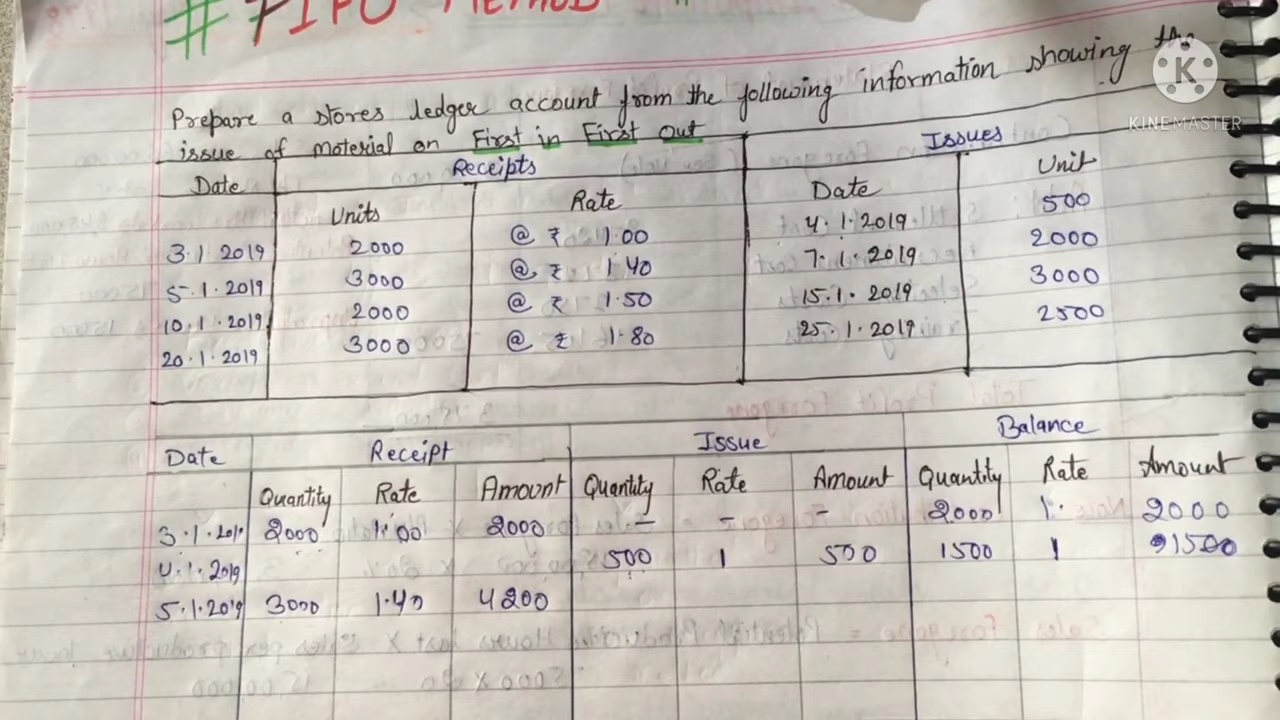 # FIFO METHOD #
Prepare a stores ledger account from the following information showing the
issue of material on First in First Out
Receipts Issues
Date Units Rate Date Unit
3.1.2019 2000 @ ₹ 1.00 4.1.2019 500
5.1.2019 3000 @ ₹ 1.40 7.1.2019 2000
10.1.2019 2000 @ ₹ 1.50 15.1.2019 3000
20.1.2019 3000 @ ₹ 1.80 25.1.2019 2500
Date Receipt Issue Balance
Quantity Rate Amount Quantity Rate Amount Quantity Rate Amount
3.1.2019 2000 1.00 2000 – – – 2000 1. 2000
4.1.2019 500 1 500 1500 1 1500
5.1.2019 3000 1.40 4200
K
KINEMASTER